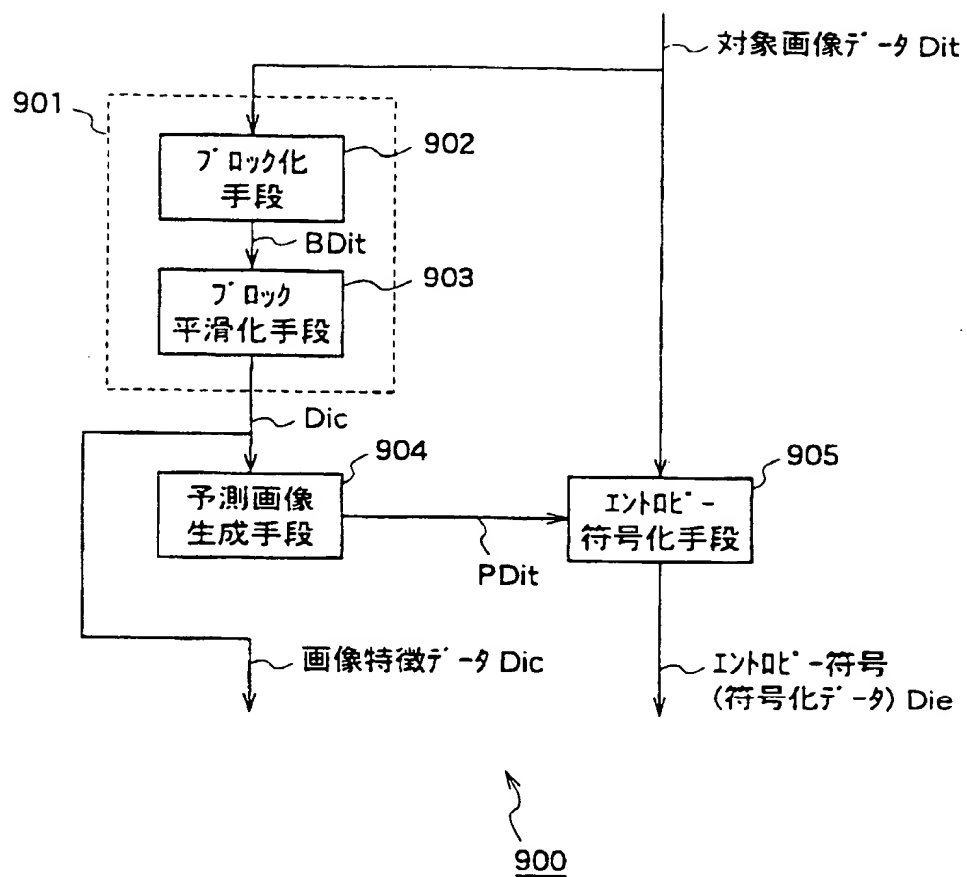 対象画像データ Dit
901
902
ブロック化
手段
BDit
903
ブロック
平滑化手段
Dic
904
905
予測画像
生成手段
エントロピー
符号化手段
PDit
画像特徴データ Dic
エントロピー符号
(符号化データ) Die
900